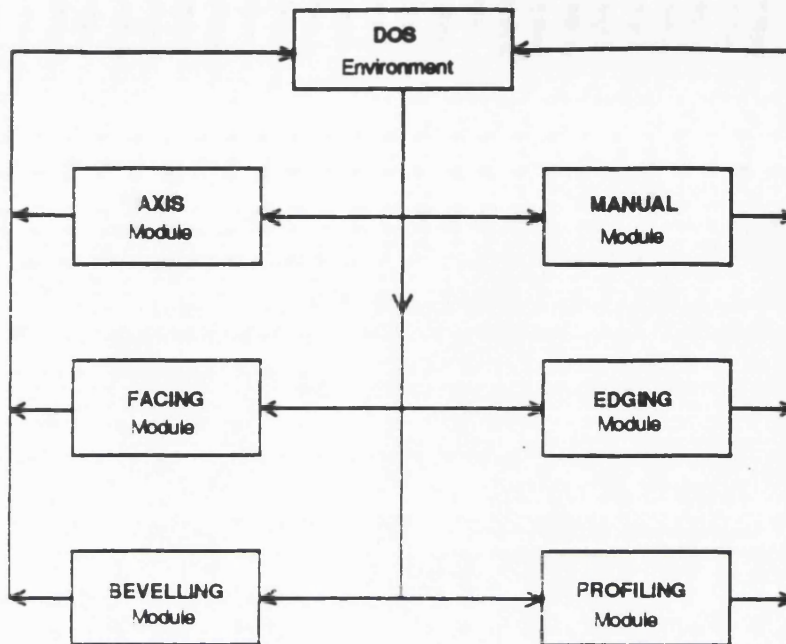 DOS
Environment
AXIS
Module
MANUAL
Module
FACING
Module
EDGING
Module
BEVELLING
Module
PROFILING
Module